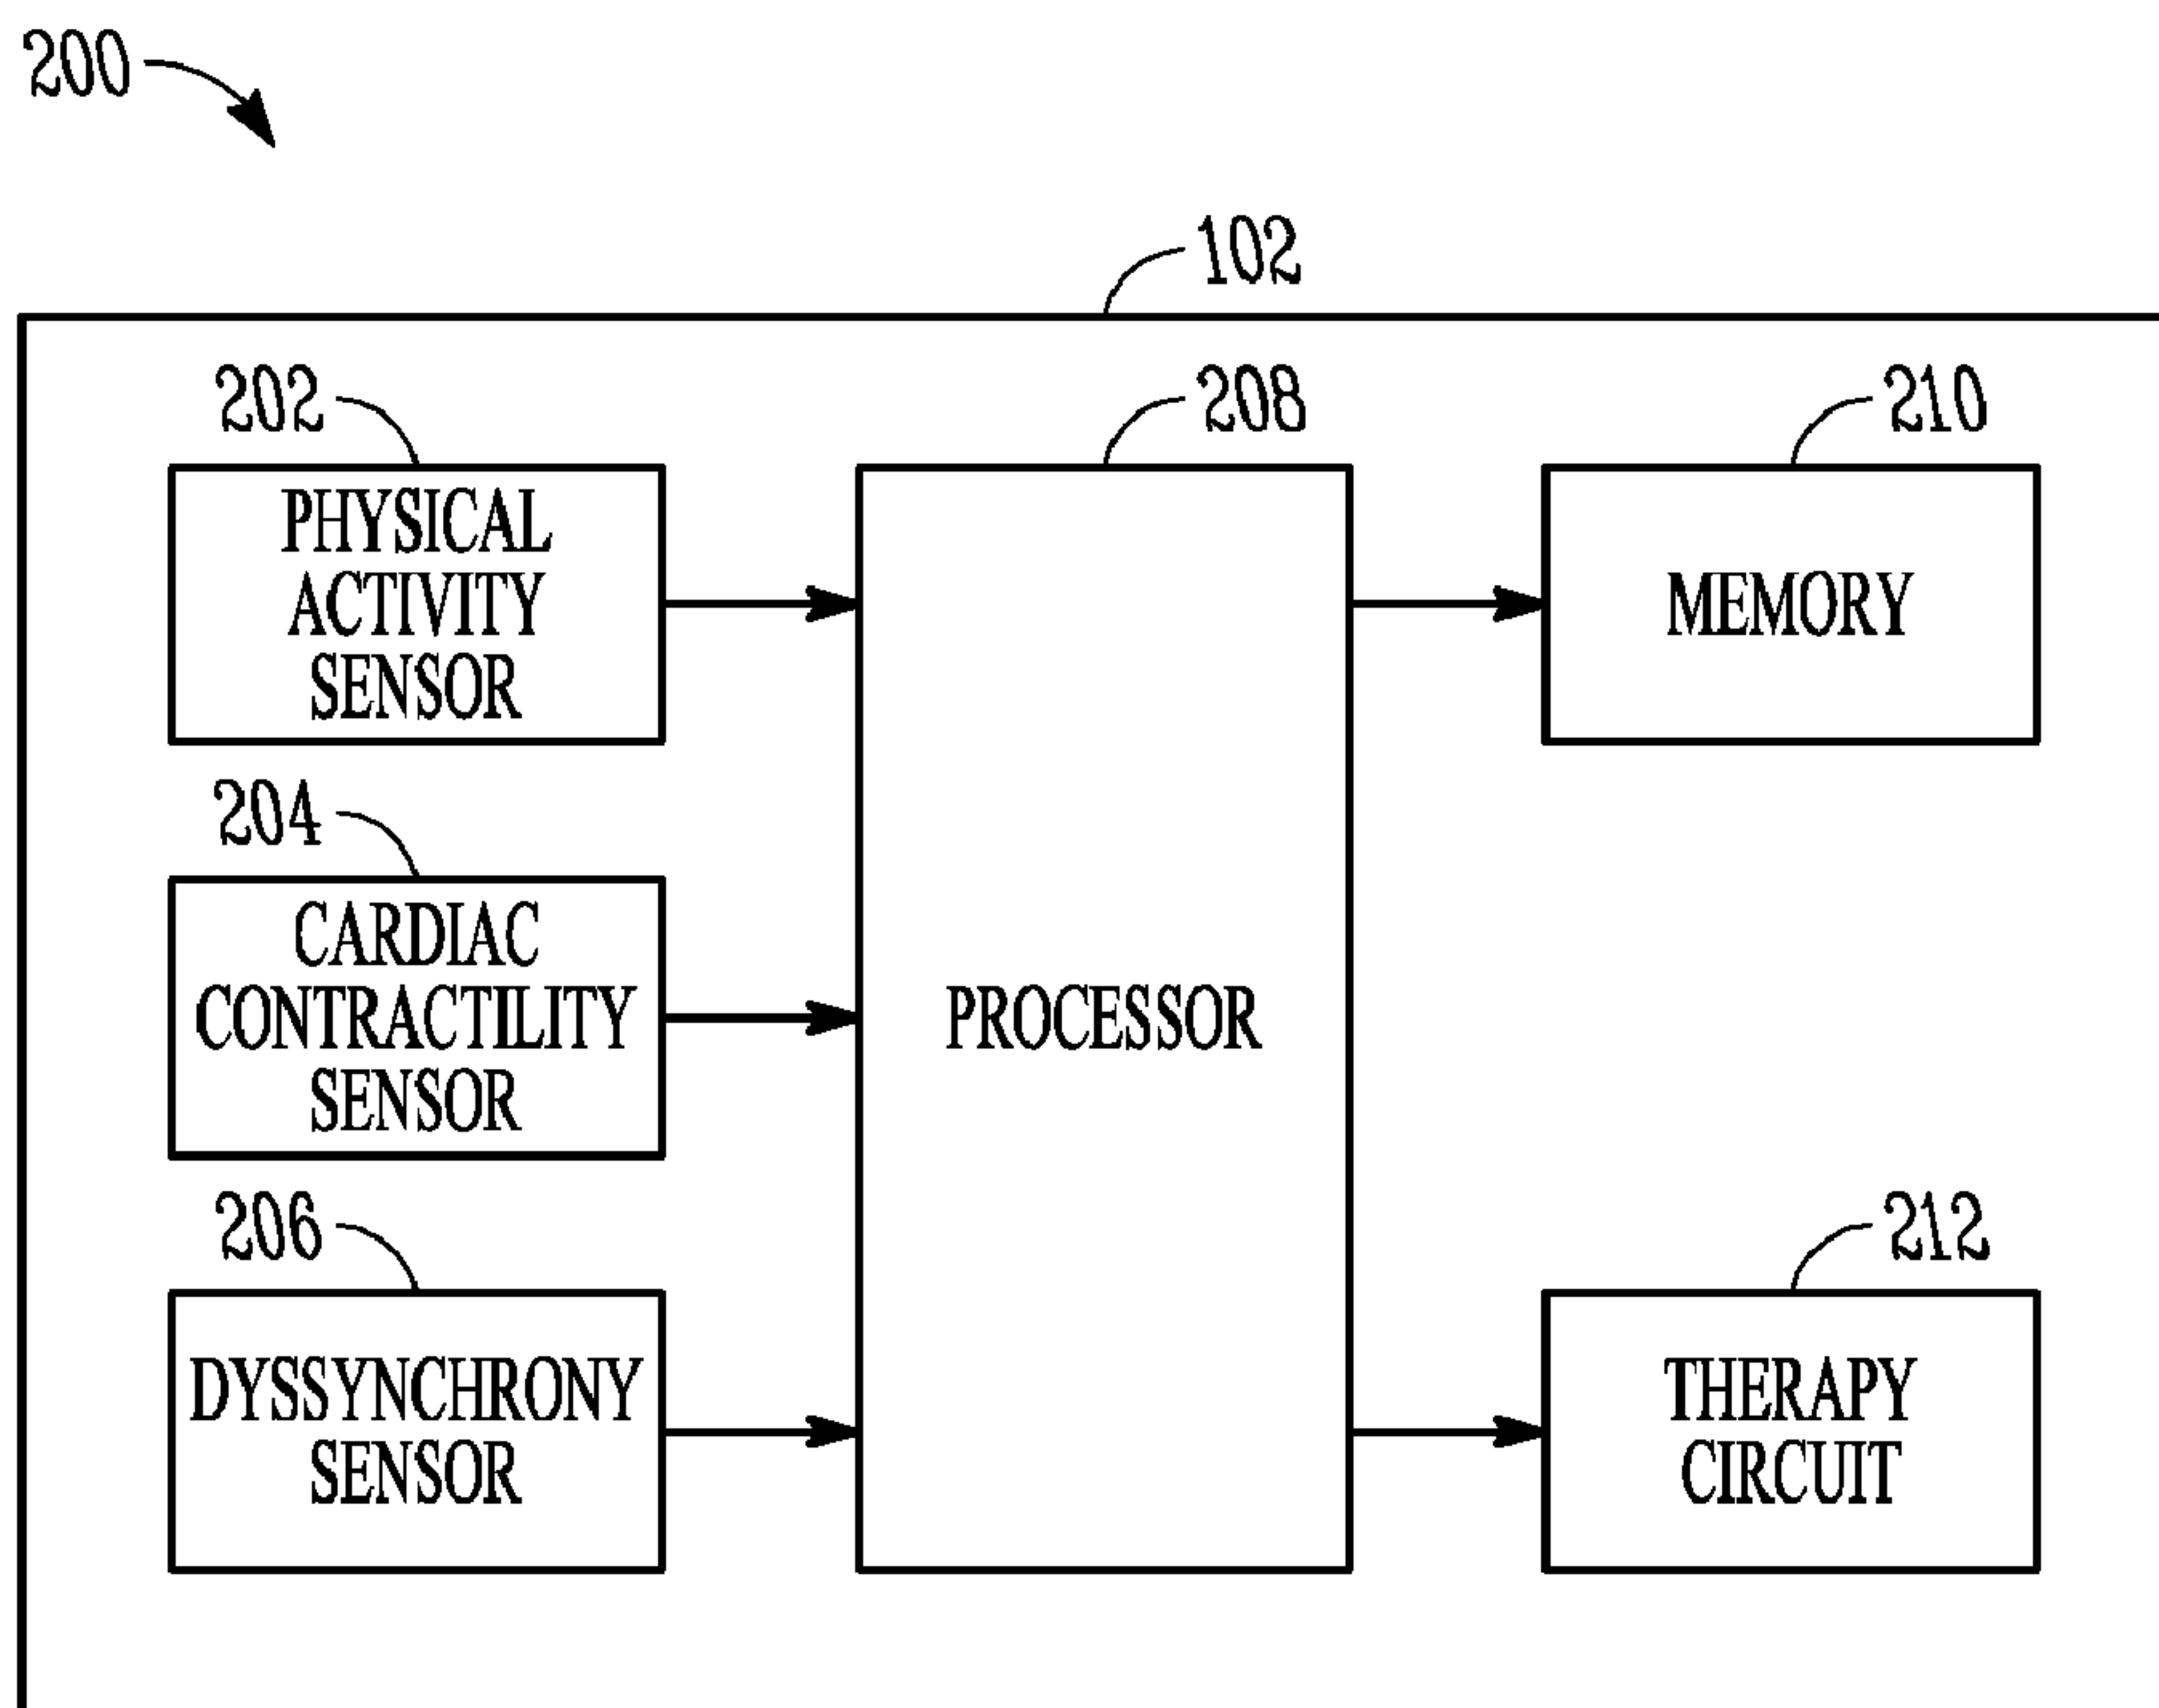 200
102
202
208
210
PHYSICAL
ACTIVITY
SENSOR
MEMORY
204
CARDIAC
CONTRACTILITY
SENSOR
PROCESSOR
206
212
DYSSYNCHRONY
SENSOR
THERAPY
CIRCUIT